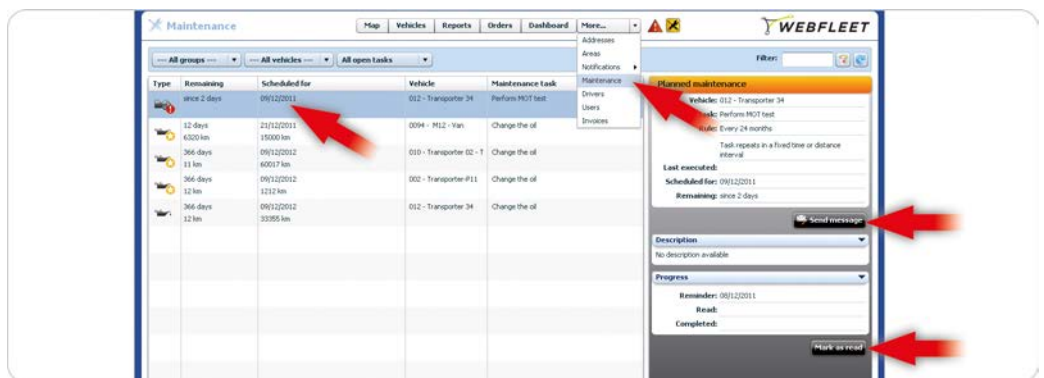 Maintenance
Map Vehicles Reports Orders Dashboard More...
WEBFLEET
Addresses
Areas
Notifications
Maintenance
Drivers
Users
Invoices
--- All groups --- --- All vehicles --- All open tasks
Filter:
Type Remaining Scheduled for Vehicle Maintenance task
since 2 days 09/12/2011 012 - Transporter 34 Perform MOT test
12 days 21/12/2011 0094 - M12 - Van Change the oil
6320 km 15000 km
366 days 09/12/2012 010 - Transporter 02 - T Change the oil
11 km 60017 km
366 days 09/12/2012 002 - Transporter-P11 Change the oil
12 km 1212 km
366 days 09/12/2012 012 - Transporter 34 Change the oil
12 km 33355 km
Planned maintenance
Vehicle: 012 - Transporter 34
Task: Perform MOT test
Rule: Every 24 months
Task repeats in a fixed time or distance
interval
Last executed:
Scheduled for: 09/12/2011
Remaining: since 2 days
Send message
Description
No description available
Progress
Reminder: 08/12/2011
Read:
Completed:
Mark as read